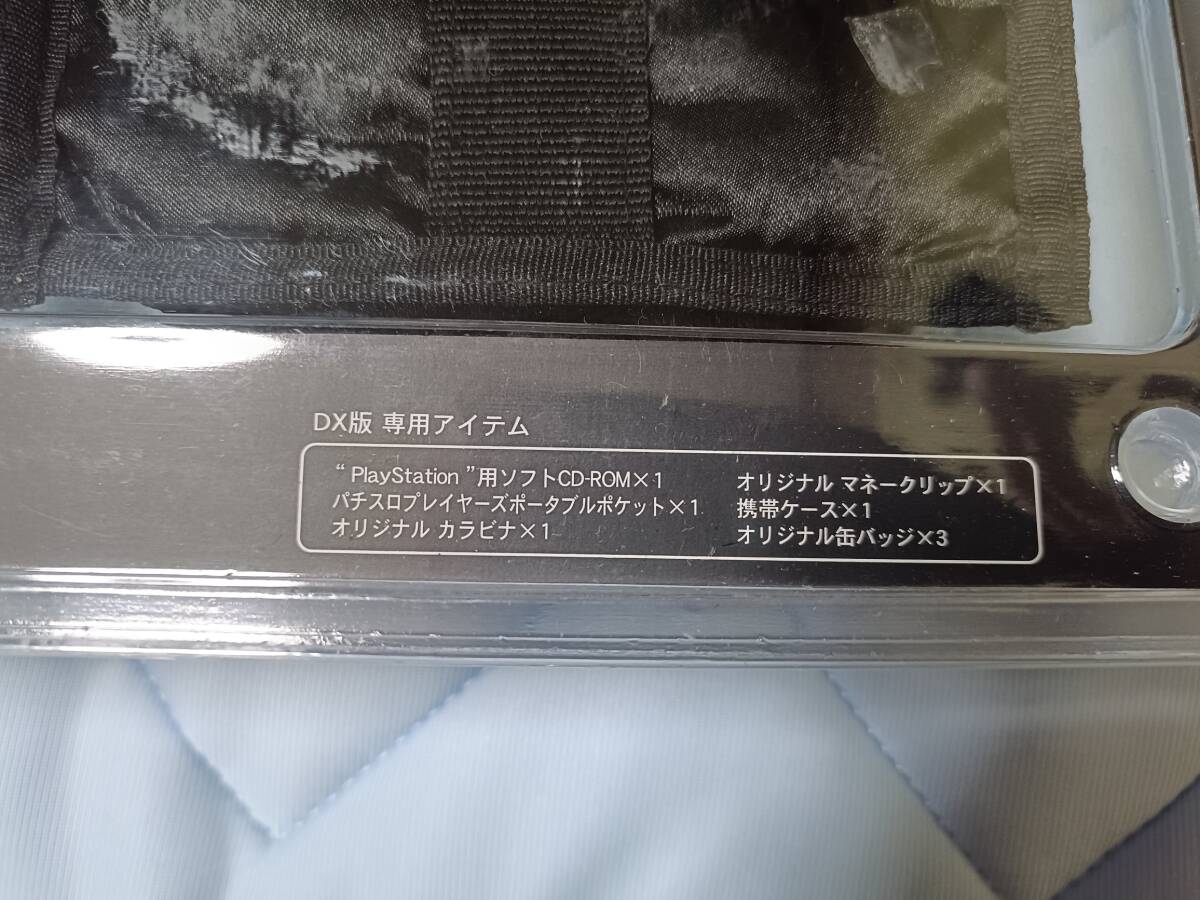 DX版 専用アイテム
“ PlayStation ”用ソフトCD-ROM×1
パチスロプレイヤーズポータブルポケット×1
オリジナル カラビナ×1
オリジナル マネークリップ×1
携帯ケース×1
オリジナル缶バッジ×3